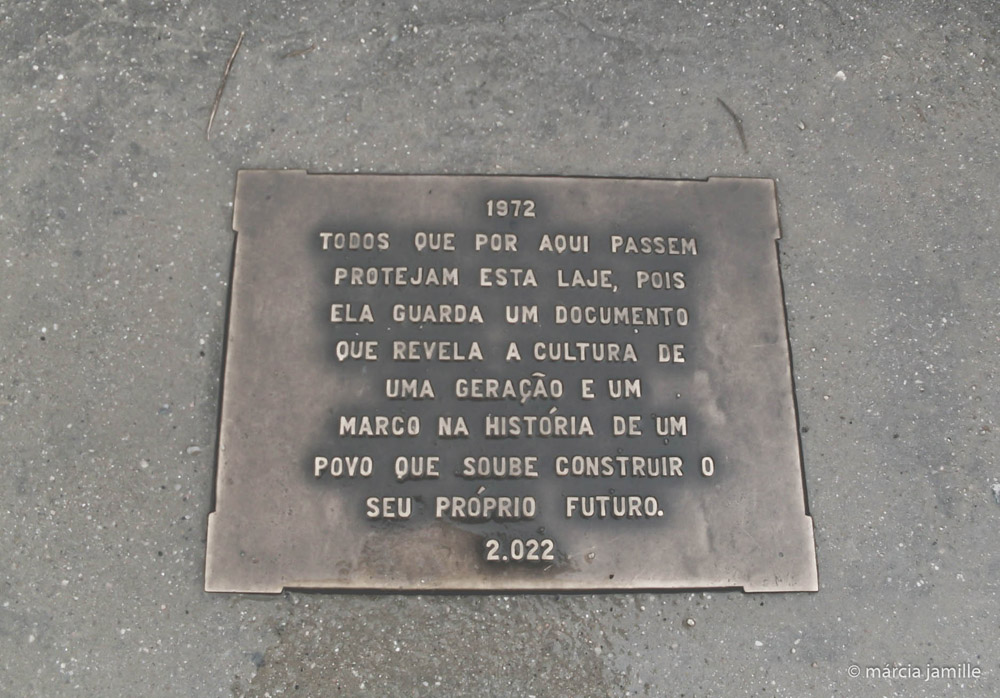 1972
TODOS QUE POR AQUI PASSEM
PROTEJAM ESTA LAJE, POIS
ELA GUARDA UM DOCUMENTO
QUE REVELA A CULTURA DE
UMA GERAÇÃO E UM
MARCO NA HISTÓRIA DE UM
POVO QUE SOUBE CONSTRUIR O
SEU PRÓPRIO FUTURO.
2.022
© márcia jamille